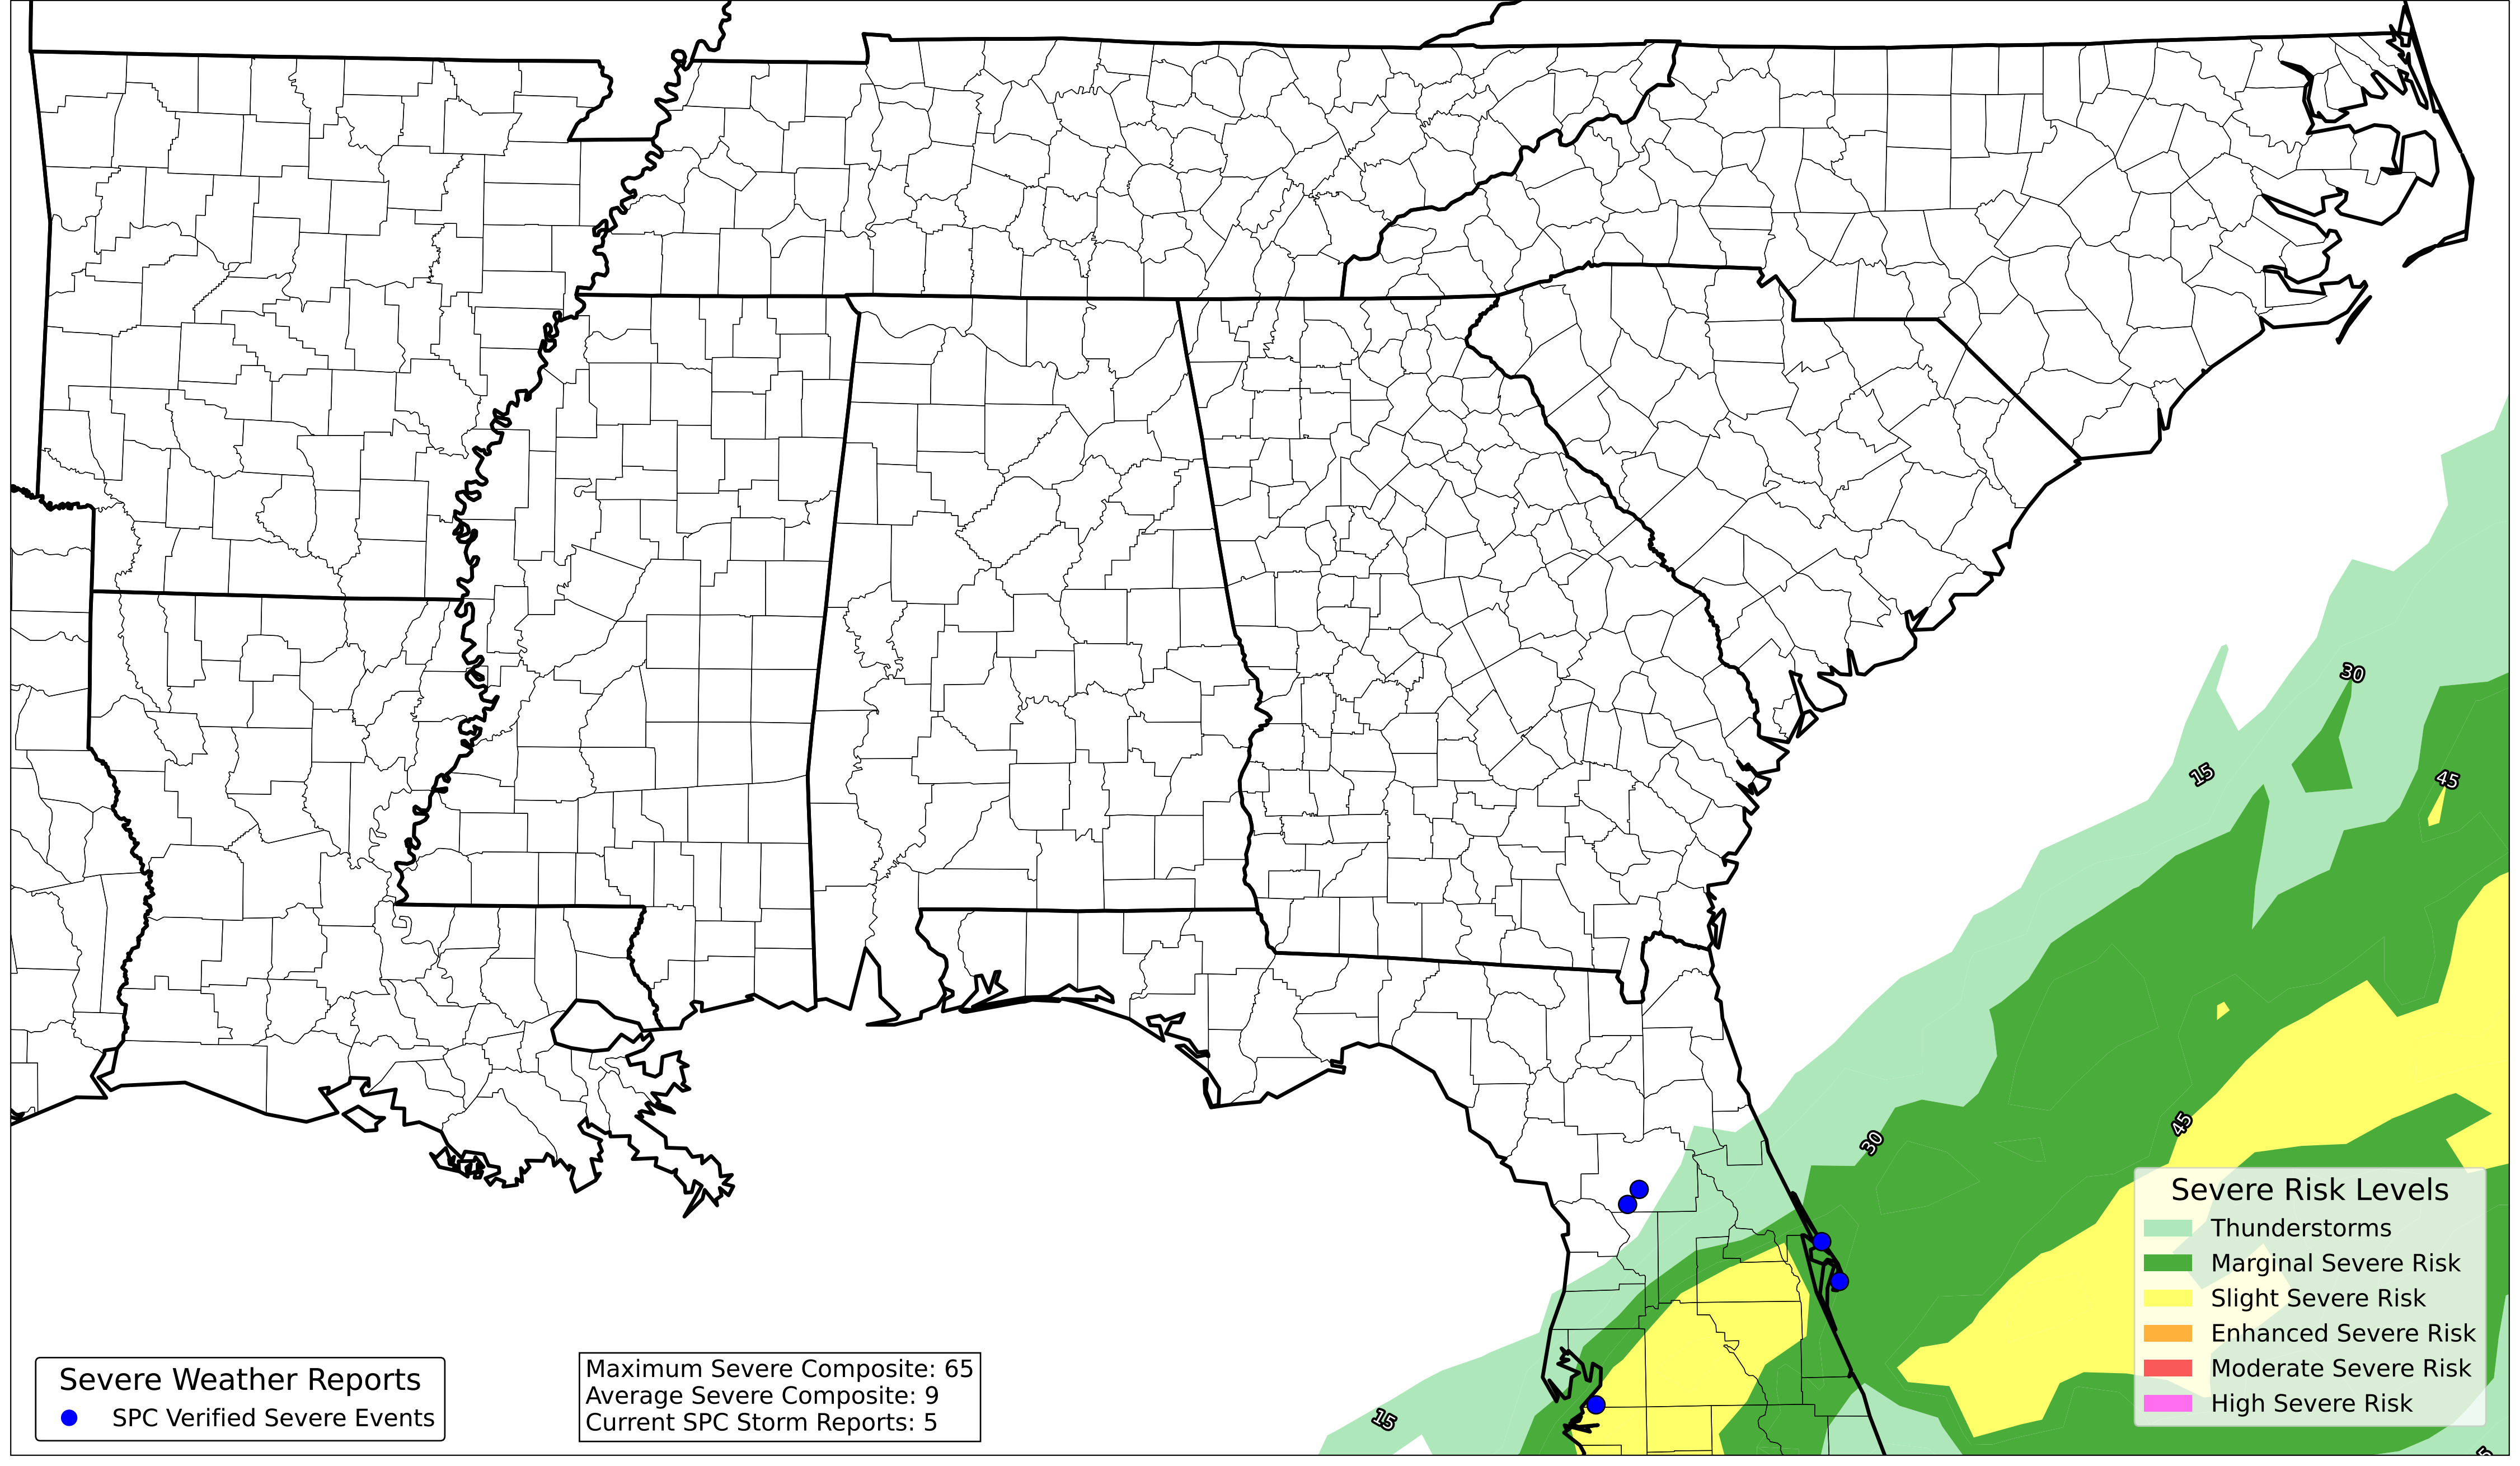 30
15
45
30
45
15
Severe Risk Levels
Thunderstorms
Marginal Severe Risk
Slight Severe Risk
Enhanced Severe Risk
Moderate Severe Risk
High Severe Risk
Severe Weather Reports
SPC Verified Severe Events
Maximum Severe Composite: 65
Average Severe Composite: 9
Current SPC Storm Reports: 5